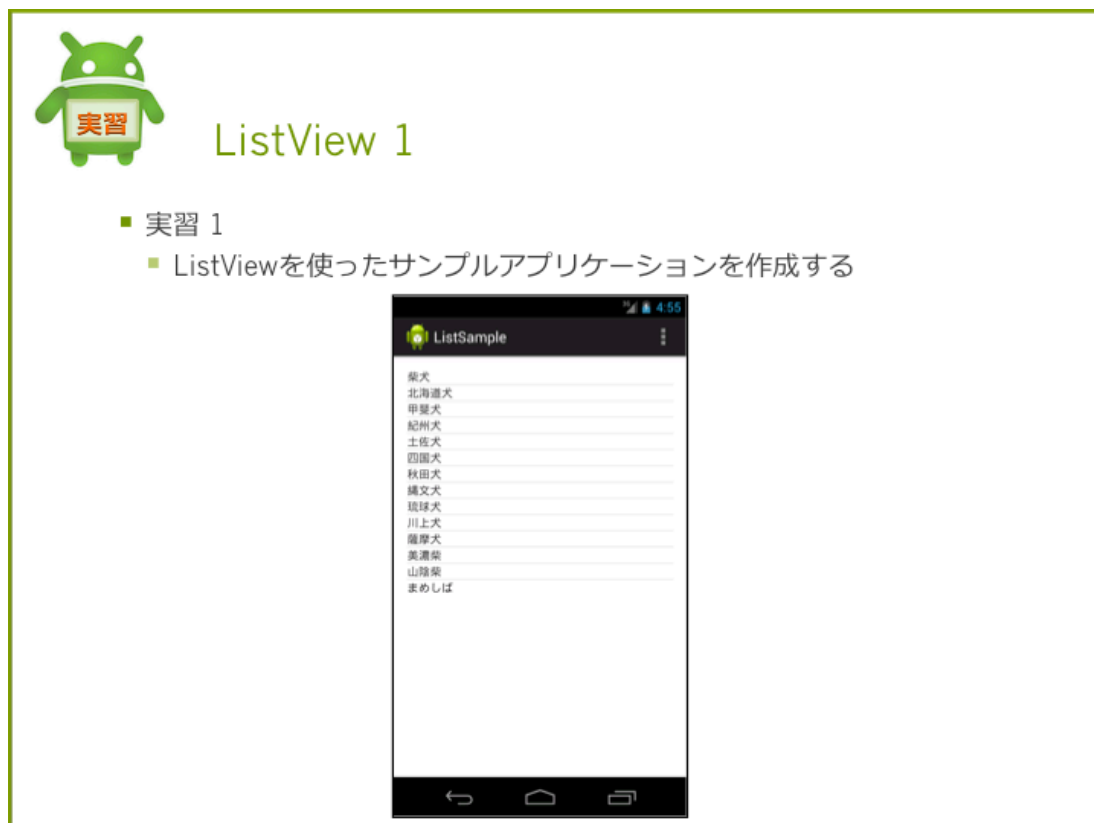 実習
ListView 1
実習 1
ListViewを使ったサンプルアプリケーションを作成する
4:55
ListSample
柴犬
北海道犬
甲斐犬
紀州犬
土佐犬
四国犬
秋田犬
縄文犬
琉球犬
川上犬
薩摩犬
美濃柴
山陰柴
まめしば